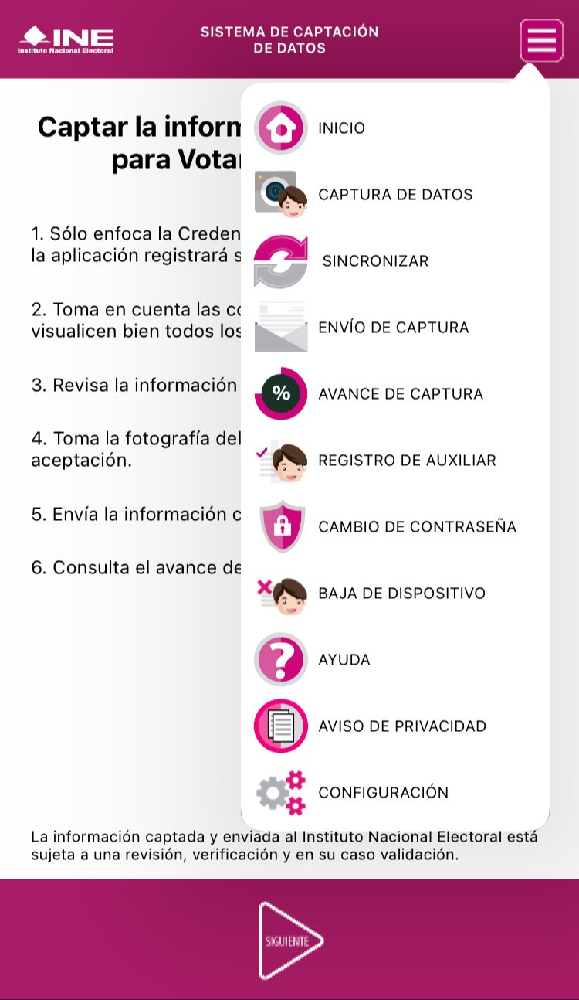 INE
Instituto Nacional Electoral
SISTEMA DE CAPTACIÓN
DE DATOS
Captar la inform
para Vota
1. Sólo enfoca la Creden
la aplicación registrará s
2. Toma en cuenta las co
visualicen bien todos los
3. Revisa la información
4. Toma la fotografía del
aceptación.
5. Envía la información c
6. Consulta el avance de
INICIO
CAPTURA DE DATOS
SINCRONIZAR
ENVÍO DE CAPTURA
%
AVANCE DE CAPTURA
REGISTRO DE AUXILIAR
CAMBIO DE CONTRASEÑA
BAJA DE DISPOSITIVO
?
AYUDA
AVISO DE PRIVACIDAD
CONFIGURACIÓN
La información captada y enviada al Instituto Nacional Electoral está
sujeta a una revisión, verificación y en su caso validación.
SIGUIENTE